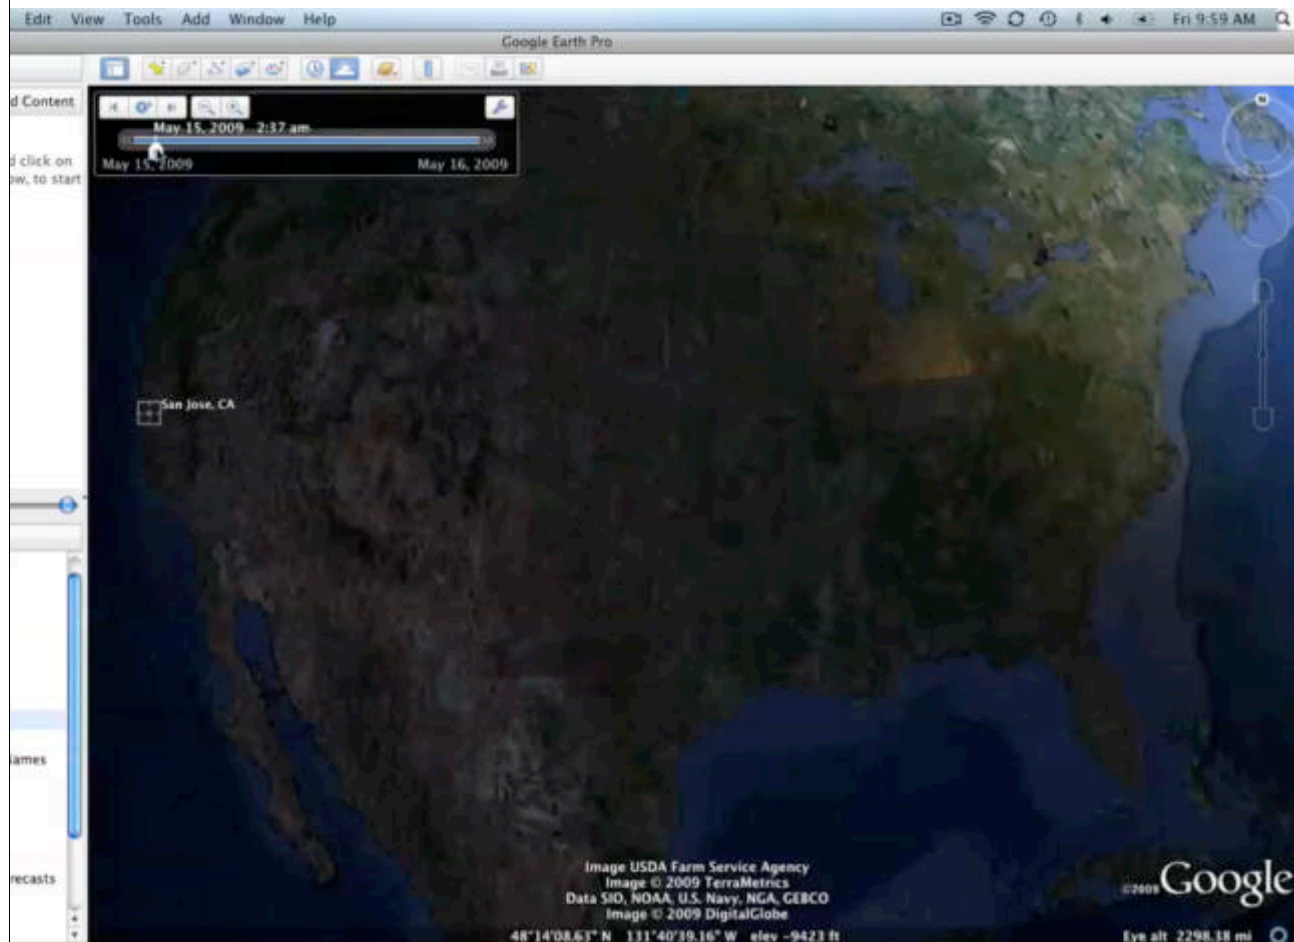 Edit View Tools Add Window Help Fri 9:59 AM
Google Earth Pro
d Content
d click on
ow, to start
May 15, 2009 2:37 am
May 15, 2009 May 16, 2009
N
San Jose, CA
ames
recasts
Image USDA Farm Service Agency
Image © 2009 TerraMetrics
Data SIO, NOAA, U.S. Navy, NGA, GEBCO
Image © 2009 DigitalGlobe
©2009 Google
48°14'08.63" N 131°40'39.16" W elev -9423 ft Eye alt 2298.38 mi